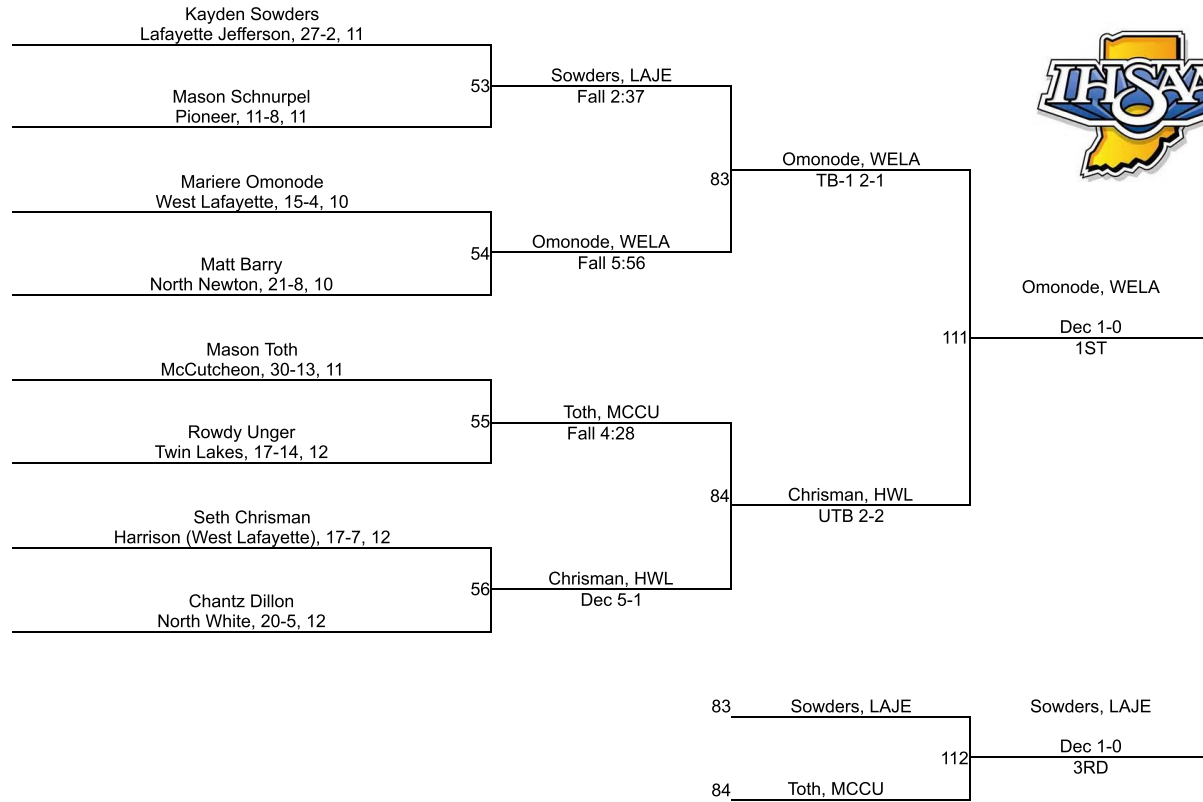 Kayden Sowders
Lafayette Jefferson, 27-2, 11
53
Sowders, LAJE
Fall 2:37
Mason Schnurpel
Pioneer, 11-8, 11
IHSAA
83
Omonode, WELA
TB-1 2-1
Mariere Omonode
West Lafayette, 15-4, 10
54
Omonode, WELA
Fall 5:56
Matt Barry
North Newton, 21-8, 10
111
Omonode, WELA
Dec 1-0
1ST
Mason Toth
McCutcheon, 30-13, 11
55
Toth, MCCU
Fall 4:28
Rowdy Unger
Twin Lakes, 17-14, 12
84
Chrisman, HWL
UTB 2-2
Seth Chrisman
Harrison (West Lafayette), 17-7, 12
56
Chrisman, HWL
Dec 5-1
Chantz Dillon
North White, 20-5, 12
83
Sowders, LAJE
112
Sowders, LAJE
Dec 1-0
3RD
84
Toth, MCCU